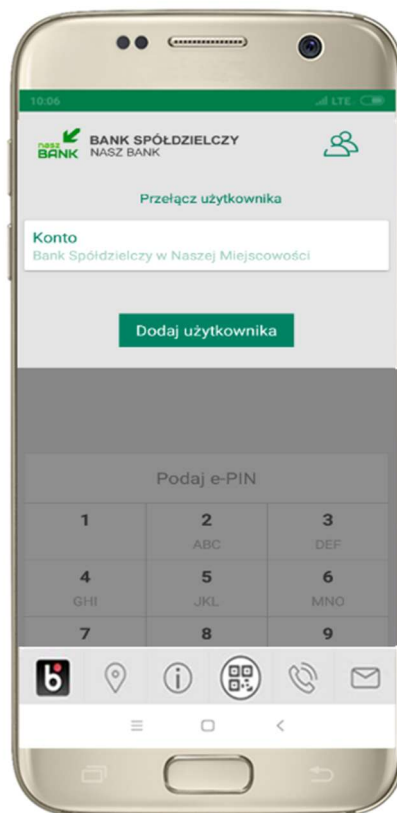 10:06 LTE
nasz
BANK
BANK SPÓŁDZIELCZY
NASZ BANK
Przełącz użytkownika
Konto
Bank Spółdzielczy w Naszej Miejscowości
Dodaj użytkownika
Podaj e-PIN
1 2 3
ABC DEF
4 5 6
GHI JKL MNO
7 8 9
b